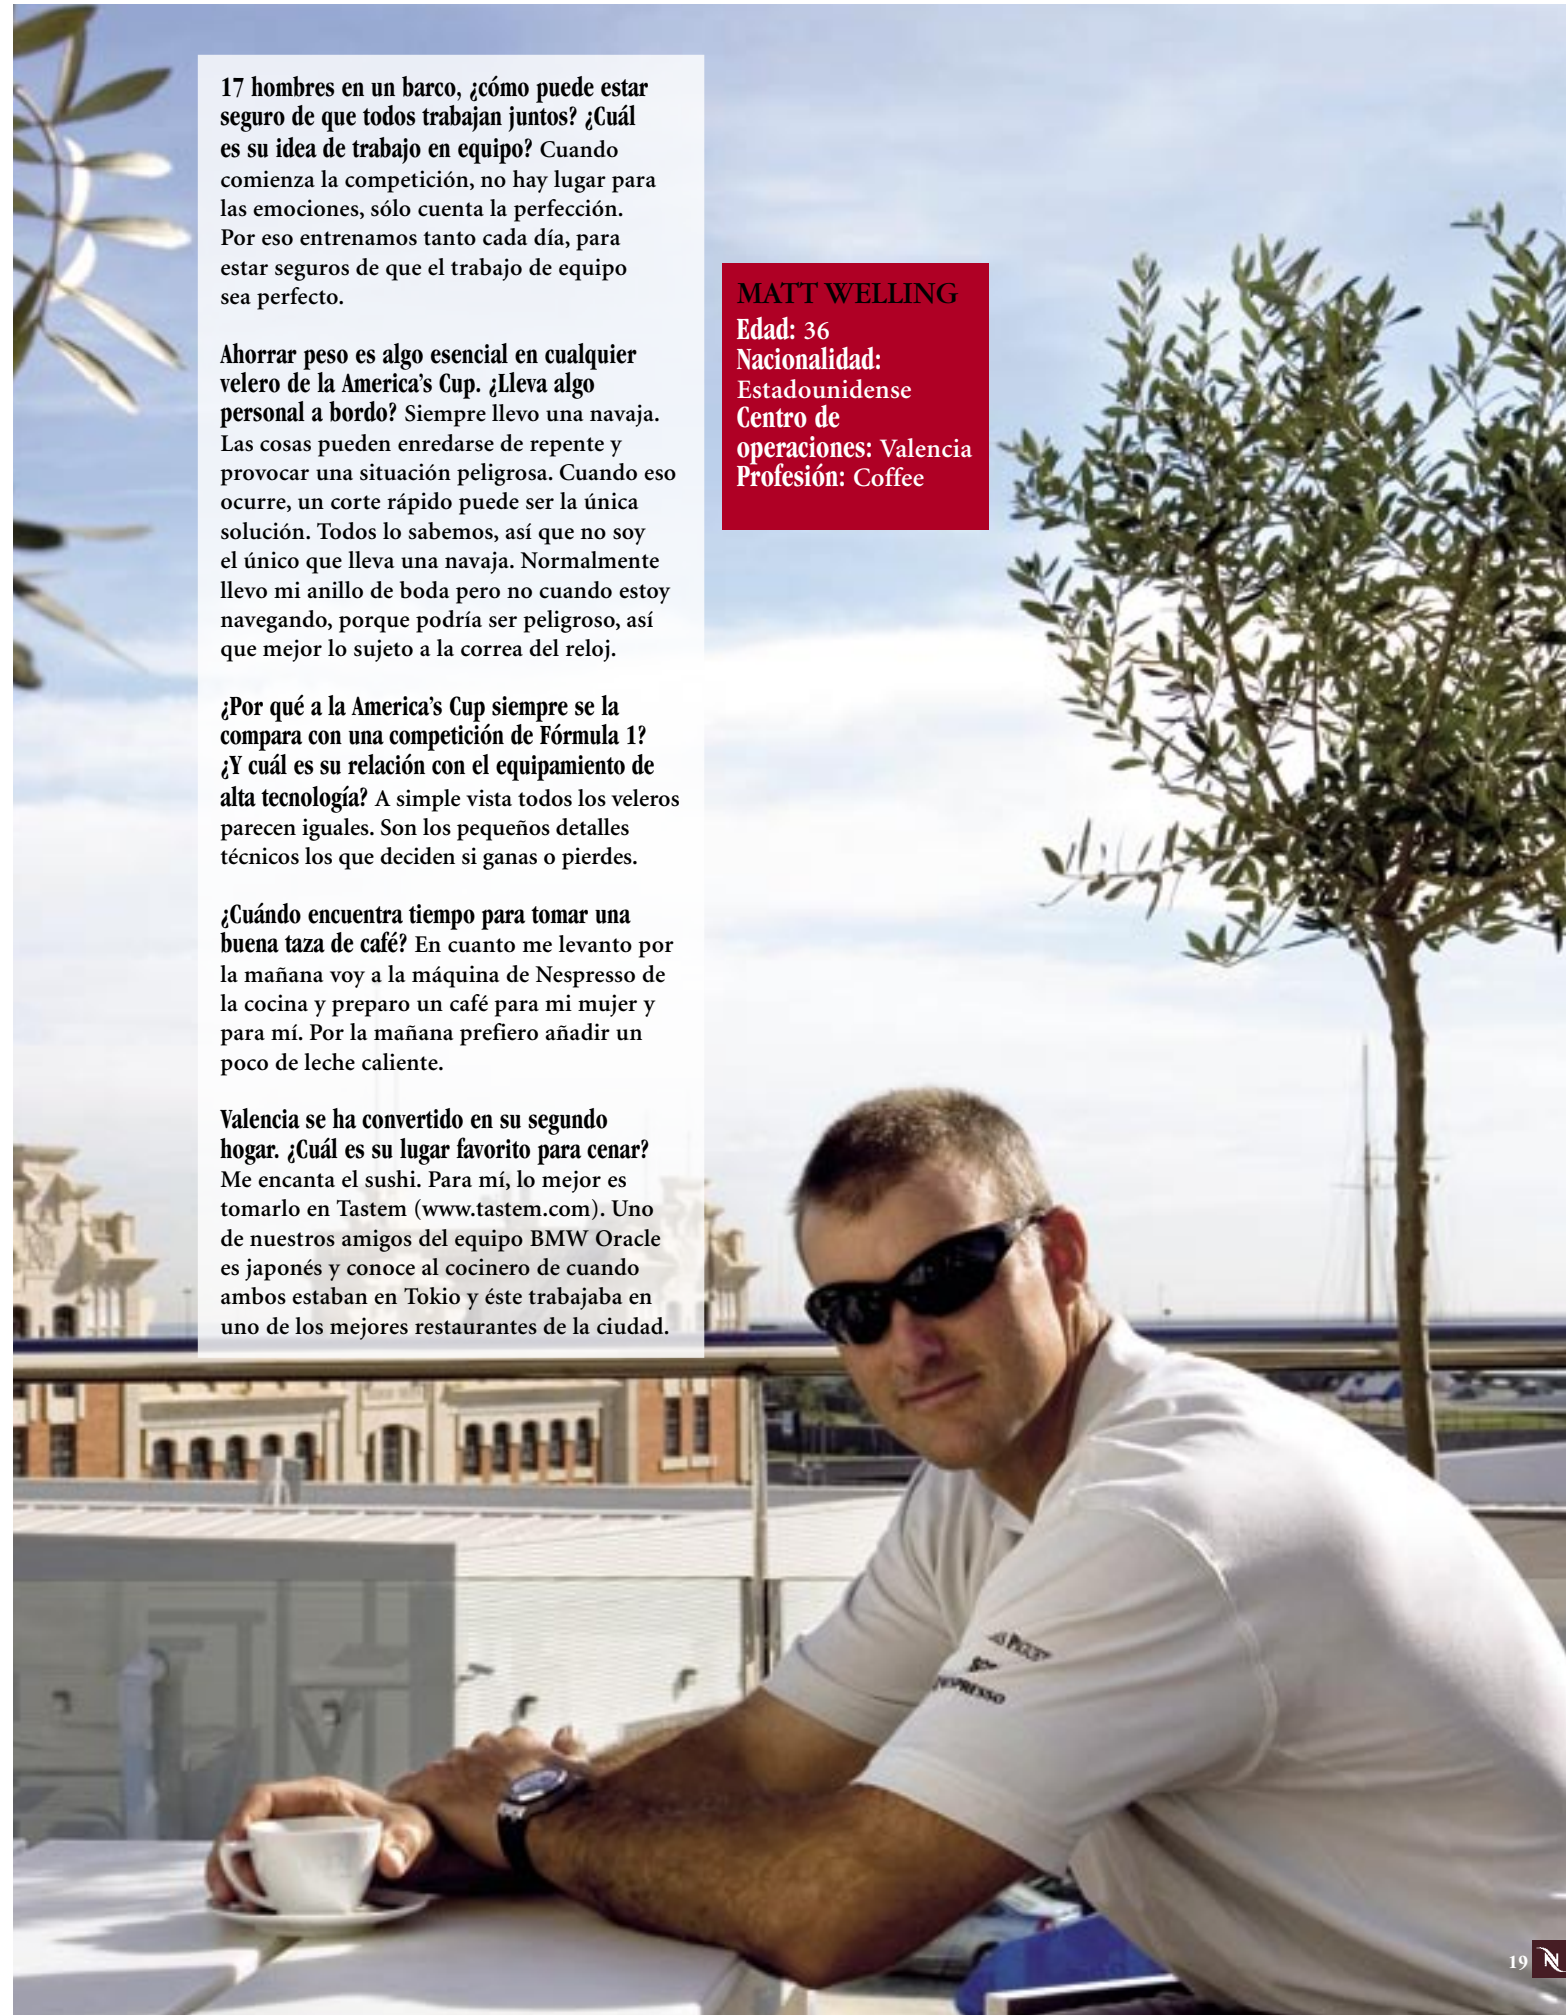 17 hombres en un barco, ¿cómo puede estar
seguro de que todos trabajan juntos? ¿Cuál
es su idea de trabajo en equipo? Cuando
comienza la competición, no hay lugar para
las emociones, sólo cuenta la perfección.
Por eso entrenamos tanto cada día, para
estar seguros de que el trabajo de equipo
sea perfecto.
Ahorrar peso es algo esencial en cualquier
velero de la America’s Cup. ¿Lleva algo
personal a bordo? Siempre llevo una navaja.
Las cosas pueden enredarse de repente y
provocar una situación peligrosa. Cuando eso
ocurre, un corte rápido puede ser la única
solución. Todos lo sabemos, así que no soy
el único que lleva una navaja. Normalmente
llevo mi anillo de boda pero no cuando estoy
navegando, porque podría ser peligroso, así
que mejor lo sujeto a la correa del reloj.
¿Por qué a la America’s Cup siempre se la
compara con una competición de Fórmula 1?
¿Y cuál es su relación con el equipamiento de
alta tecnología? A simple vista todos los veleros
parecen iguales. Son los pequeños detalles
técnicos los que deciden si ganas o pierdes.
¿Cuándo encuentra tiempo para tomar una
buena taza de café? En cuanto me levanto por
la mañana voy a la máquina de Nespresso de
la cocina y preparo un café para mi mujer y
para mí. Por la mañana prefiero añadir un
poco de leche caliente.
Valencia se ha convertido en su segundo
hogar. ¿Cuál es su lugar favorito para cenar?
Me encanta el sushi. Para mí, lo mejor es
tomarlo en Tastem (www.tastem.com). Uno
de nuestros amigos del equipo BMW Oracle
es japonés y conoce al cocinero de cuando
ambos estaban en Tokio y éste trabajaba en
uno de los mejores restaurantes de la ciudad.
MATT WELLING
Edad: 36
Nacionalidad:
Estadounidense
Centro de
operaciones: Valencia
Profesión: Coffee
19